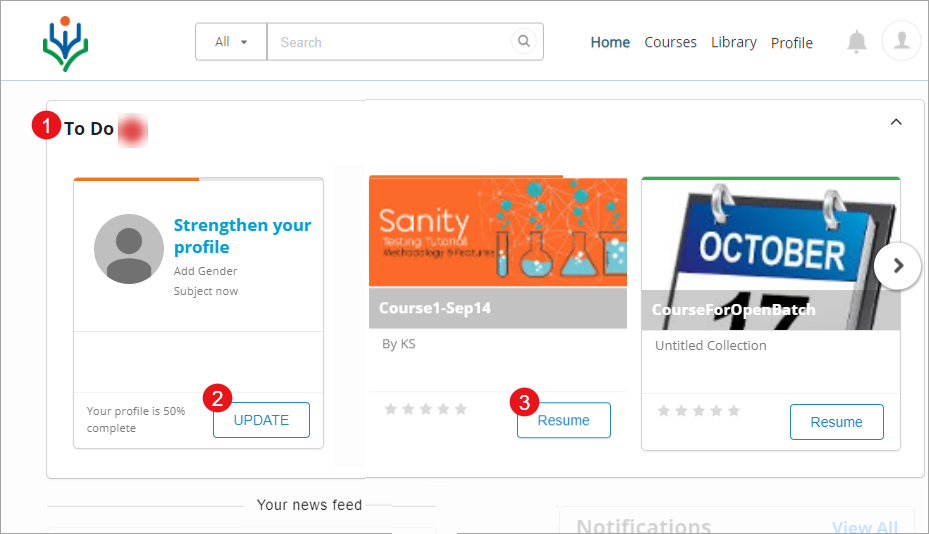 All
Search
Home Courses Library Profile
1
To Do
Strengthen your
profile
Add Gender
Subject now
Your profile is 50%
complete
2
UPDATE
Sanity
Testing Tutorial
Methodology & Features
Course1-Sep14
By KS
3
Resume
OCTOBER
17
CourseForOpenBatch
Untitled Collection
Resume
Your news feed
Notifications
View All